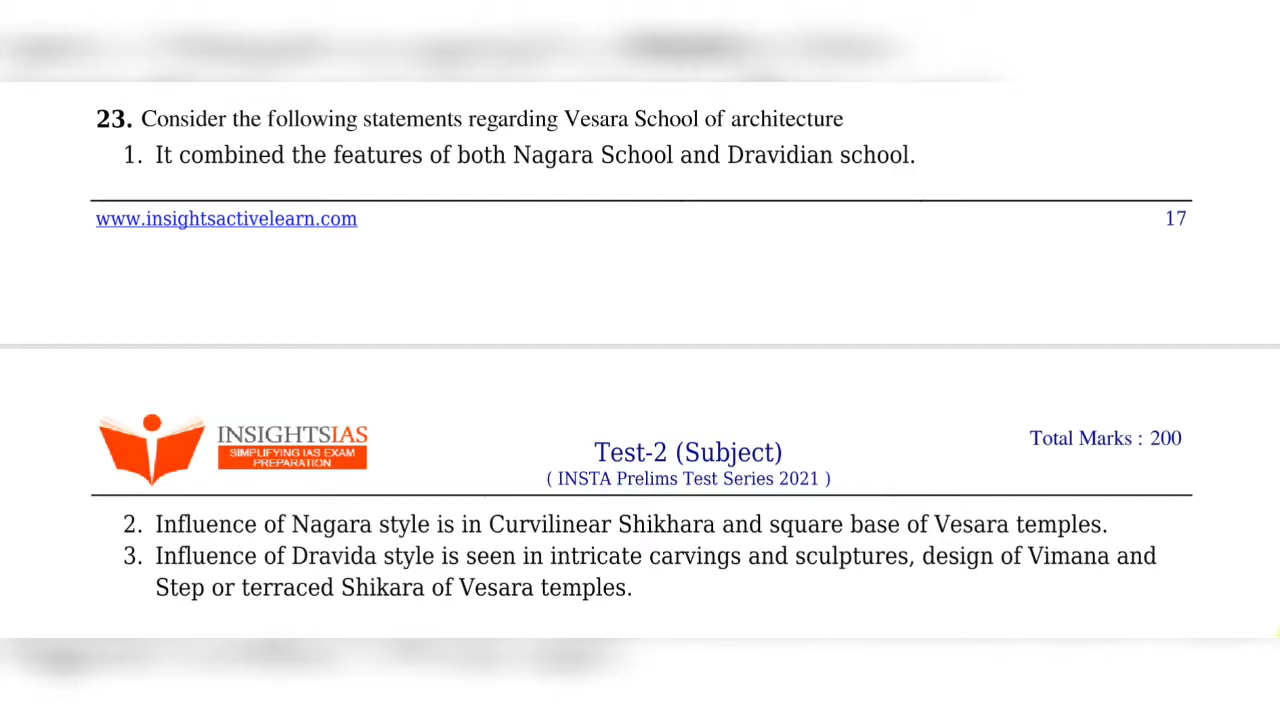 23. Consider the following statements regarding Vesara School of architecture
1. It combined the features of both Nagara School and Dravidian school.
www.insightsactivelearn.com 17
INSIGHTSIAS
SIMPLIFYING IAS EXAM
PREPARATION
Test-2 (Subject)
( INSTA Prelims Test Series 2021 )
Total Marks : 200
2. Influence of Nagara style is in Curvilinear Shikhara and square base of Vesara temples.
3. Influence of Dravida style is seen in intricate carvings and sculptures, design of Vimana and
Step or terraced Shikara of Vesara temples.